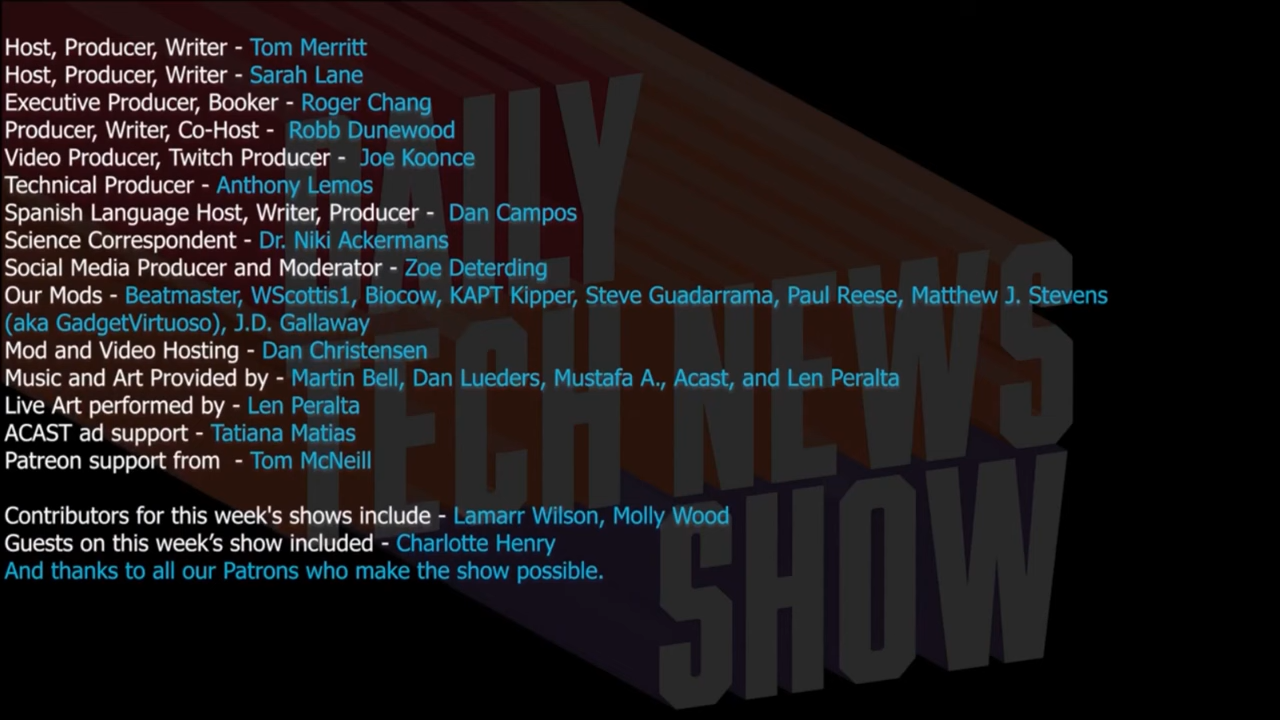 Host, Producer, Writer - Tom Merritt
Host, Producer, Writer - Sarah Lane
Executive Producer, Booker - Roger Chang
Producer, Writer, Co-Host -  Robb Dunewood
Video Producer, Twitch Producer -  Joe Koonce
Technical Producer - Anthony Lemos
Spanish Language Host, Writer, Producer -  Dan Campos
Science Correspondent - Dr. Niki Ackermans
Social Media Producer and Moderator - Zoe Deterding
Our Mods - Beatmaster, WScottis1, Biocow, KAPT Kipper, Steve Guadarrama, Paul Reese, Matthew J. Stevens
(aka GadgetVirtuoso), J.D. Gallaway
Mod and Video Hosting - Dan Christensen
Music and Art Provided by - Martin Bell, Dan Lueders, Mustafa A., Acast, and Len Peralta
Live Art performed by - Len Peralta
ACAST ad support - Tatiana Matias
Patreon support from  - Tom McNeill
Contributors for this week's shows include - Lamarr Wilson, Molly Wood
Guests on this week’s show included - Charlotte Henry
And thanks to all our Patrons who make the show possible.
DAILY
TECH NEWS
SHOW